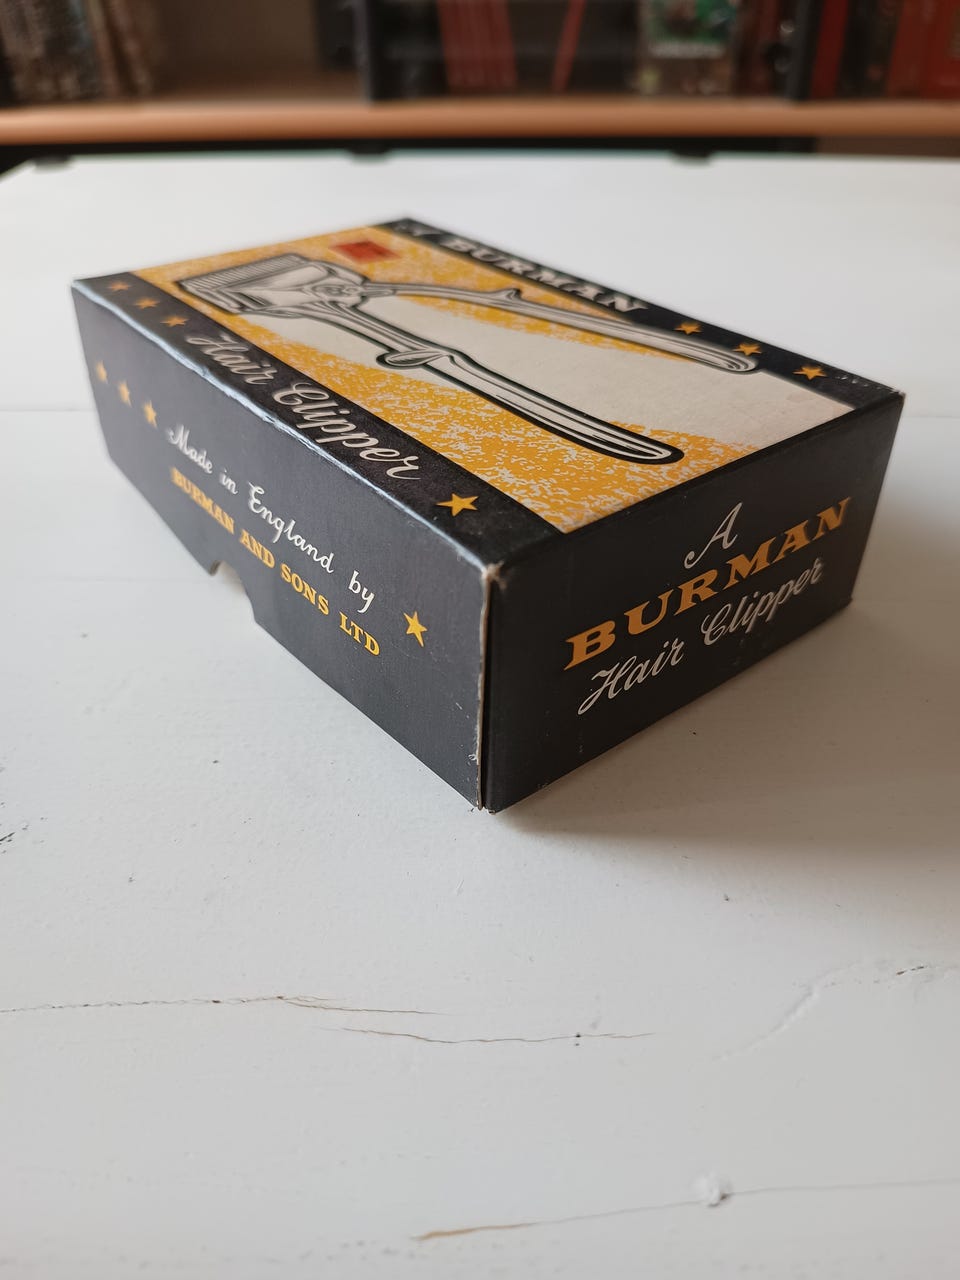 A BURMAN
Hair Clipper
Made in England by
BURMAN AND SONS LTD
A
BURMAN
Hair Clipper